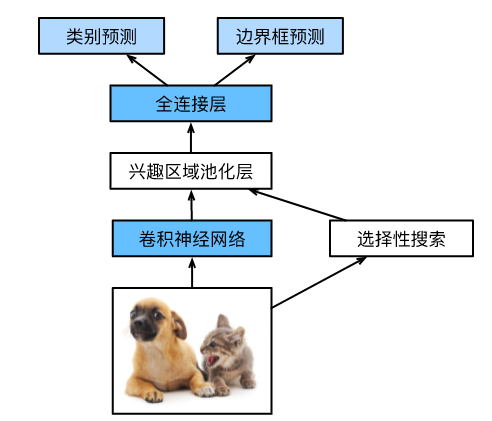 类别预测
边界框预测
全连接层
兴趣区域池化层
卷积神经网络
选择性搜索